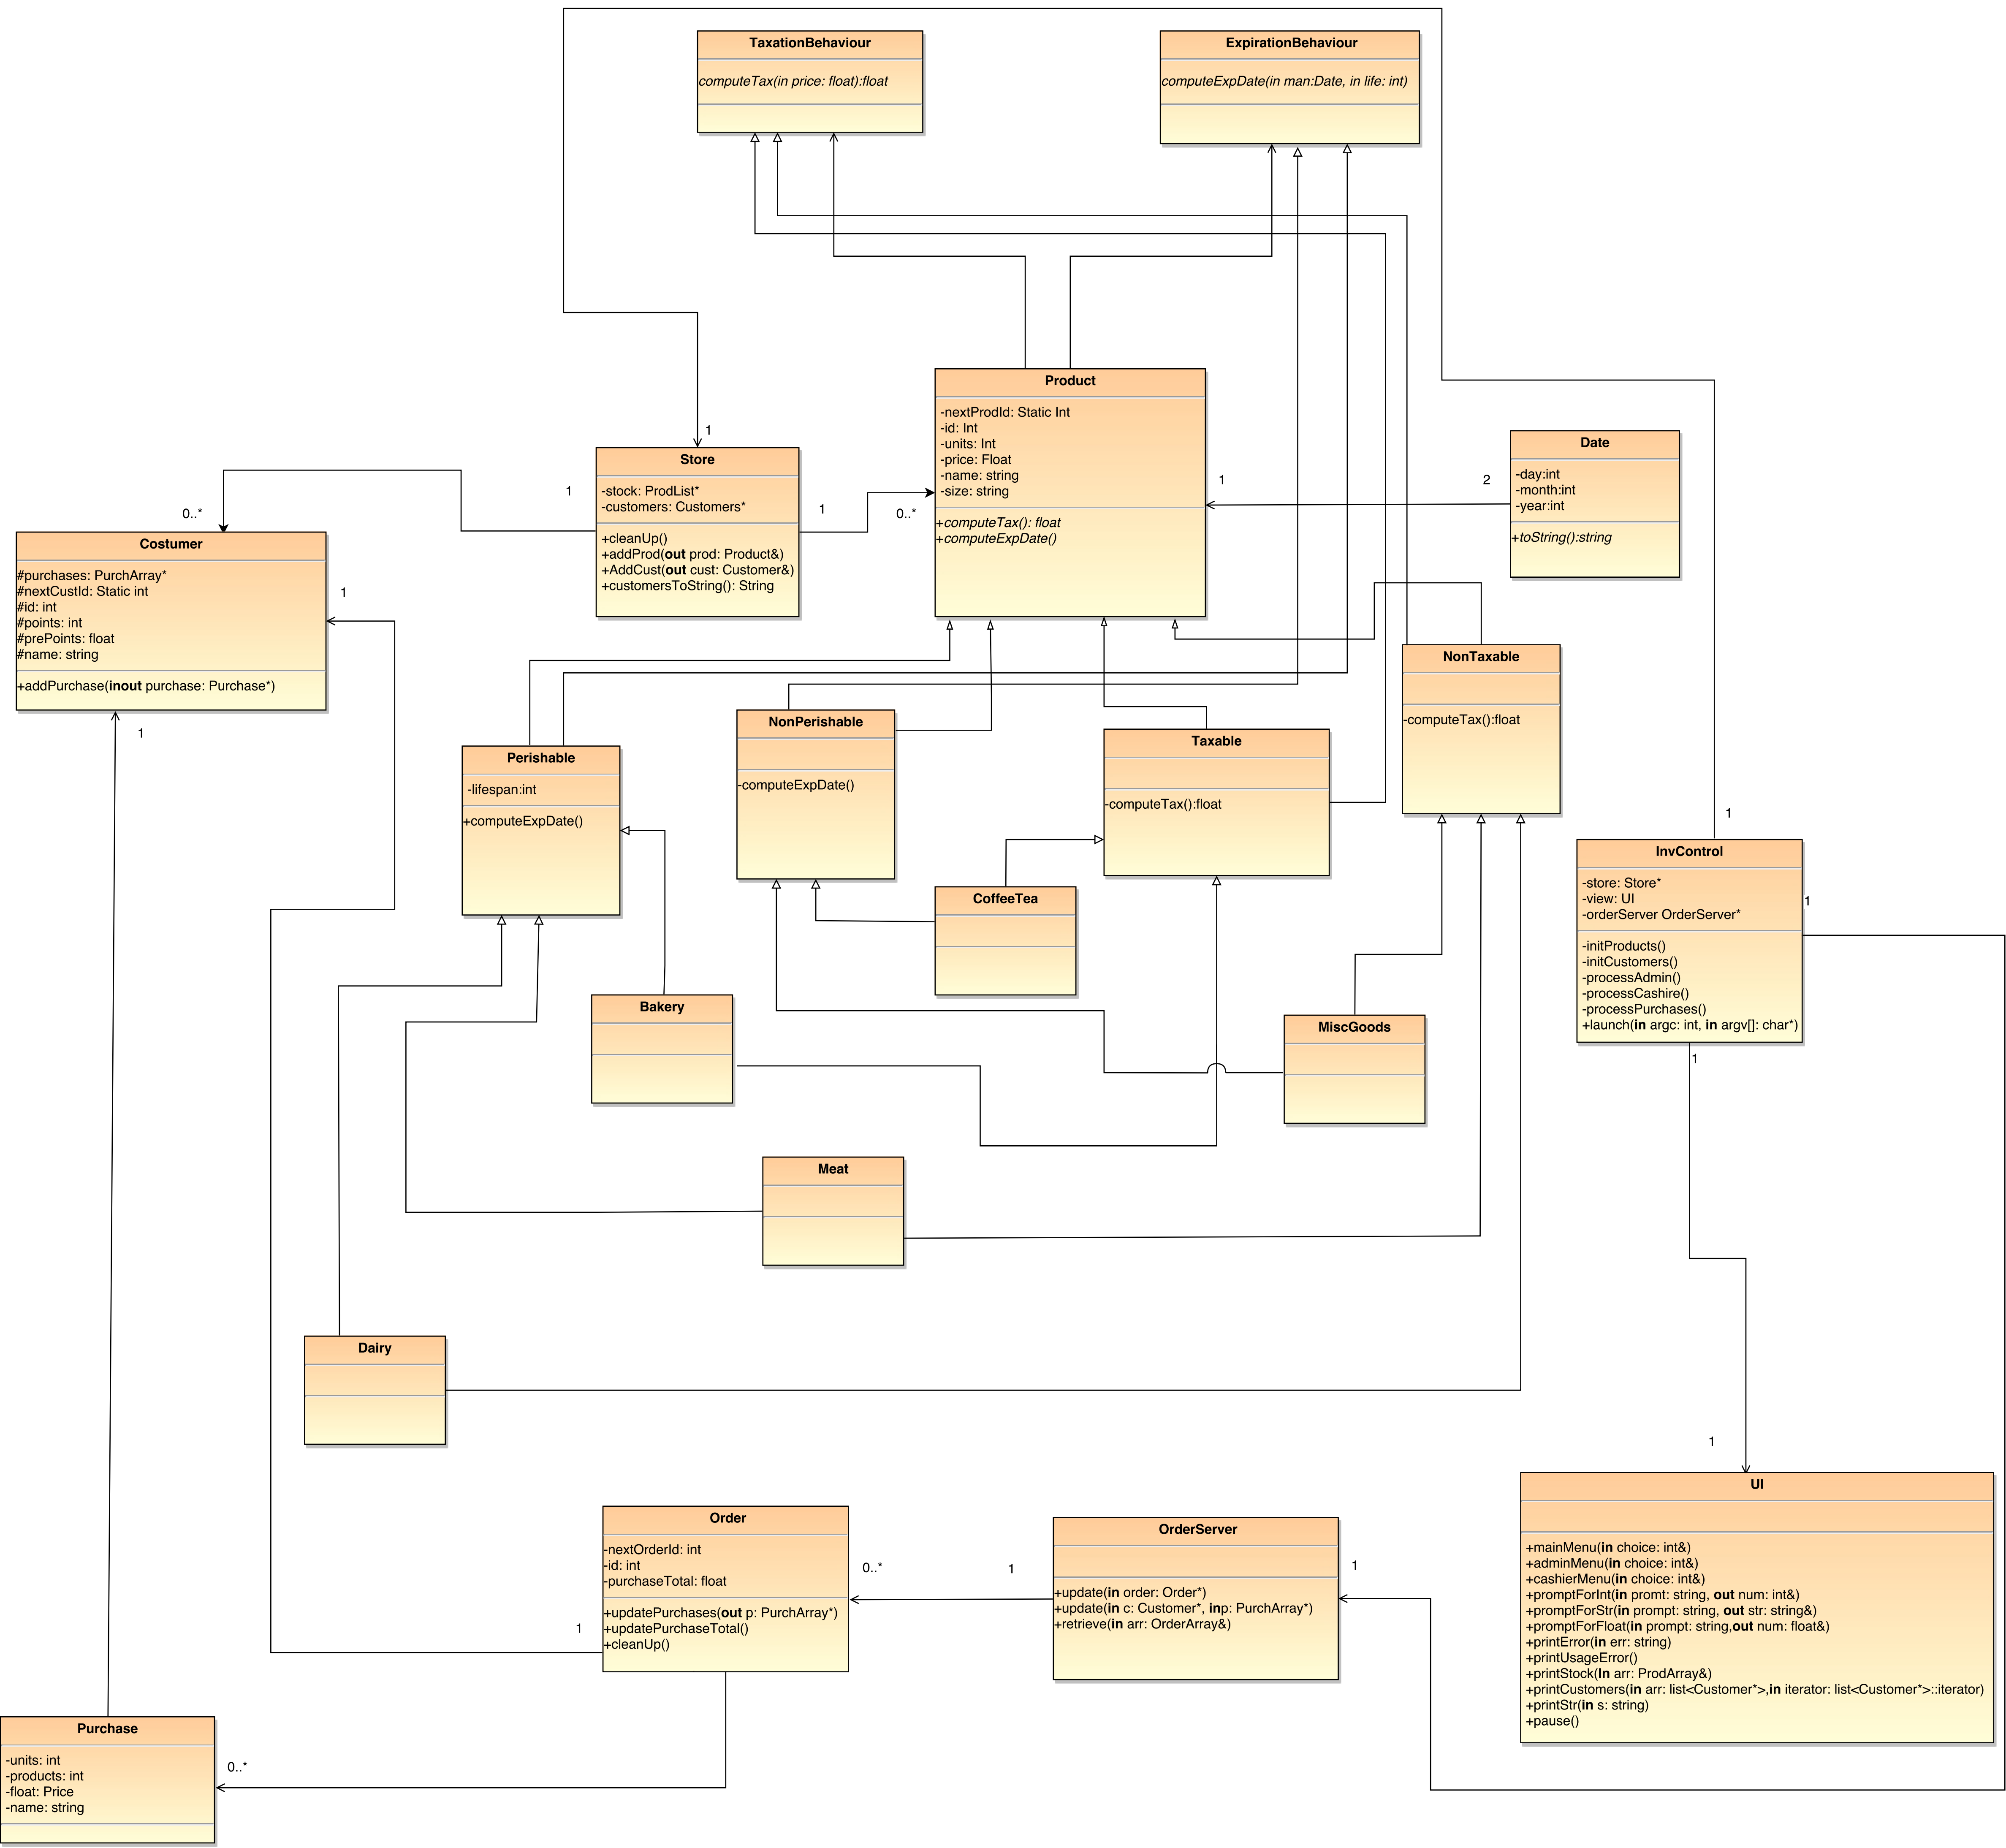 TaxationBehaviour
computeTax(in price: float):float
ExpirationBehaviour
computeExpDate(in man:Date, in life: int)
Product
-nextProdId: Static Int
-id: Int
-units: Int
-price: Float
-name: string
-size: string
+computeTax(): float
+computeExpDate()
1
2
Date
-day:int
-month:int
-year:int
+toString():string
1
Store
-stock: ProdList*
-customers: Customers*
+cleanUp()
+addProd(out prod: Product&)
+AddCust(out cust: Customer&)
+customersToString(): String
1
1
0..*
0..*
Costumer
#purchases: PurchArray*
#nextCustId: Static int
#id: int
#points: int
#prePoints: float
#name: string
+addPurchase(inout purchase: Purchase*)
1
1
NonTaxable
-computeTax():float
NonPerishable
-computeExpDate()
Taxable
-computeTax():float
Perishable
-lifespan:int
+computeExpDate()
1
InvControl
-store: Store*
-view: UI
-orderServer OrderServer*
-initProducts()
-initCustomers()
-processAdmin()
-processCashire()
-processPurchases()
+launch(in argc: int, in argv[]: char*)
1
1
CoffeeTea
Bakery
MiscGoods
Meat
Dairy
1
UI
+mainMenu(in choice: int&)
+adminMenu(in choice: int&)
+cashierMenu(in choice: int&)
+promptForInt(in promt: string, out num: int&)
+promptForStr(in prompt: string, out str: string&)
+promptForFloat(in prompt: string,out num: float&)
+printError(in err: string)
+printUsageError()
+printStock(In arr: ProdArray&)
+printCustomers(in arr: list<Customer*>,in iterator: list<Customer*>::iterator)
+printStr(in s: string)
+pause()
Order
-nextOrderId: int
-id: int
-purchaseTotal: float
+updatePurchases(out p: PurchArray*)
+updatePurchaseTotal()
+cleanUp()
1
0..*
1
OrderServer
+update(in order: Order*)
+update(in c: Customer*, inp: PurchArray*)
+retrieve(in arr: OrderArray&)
1
Purchase
-units: int
-products: int
-float: Price
-name: string
0..*